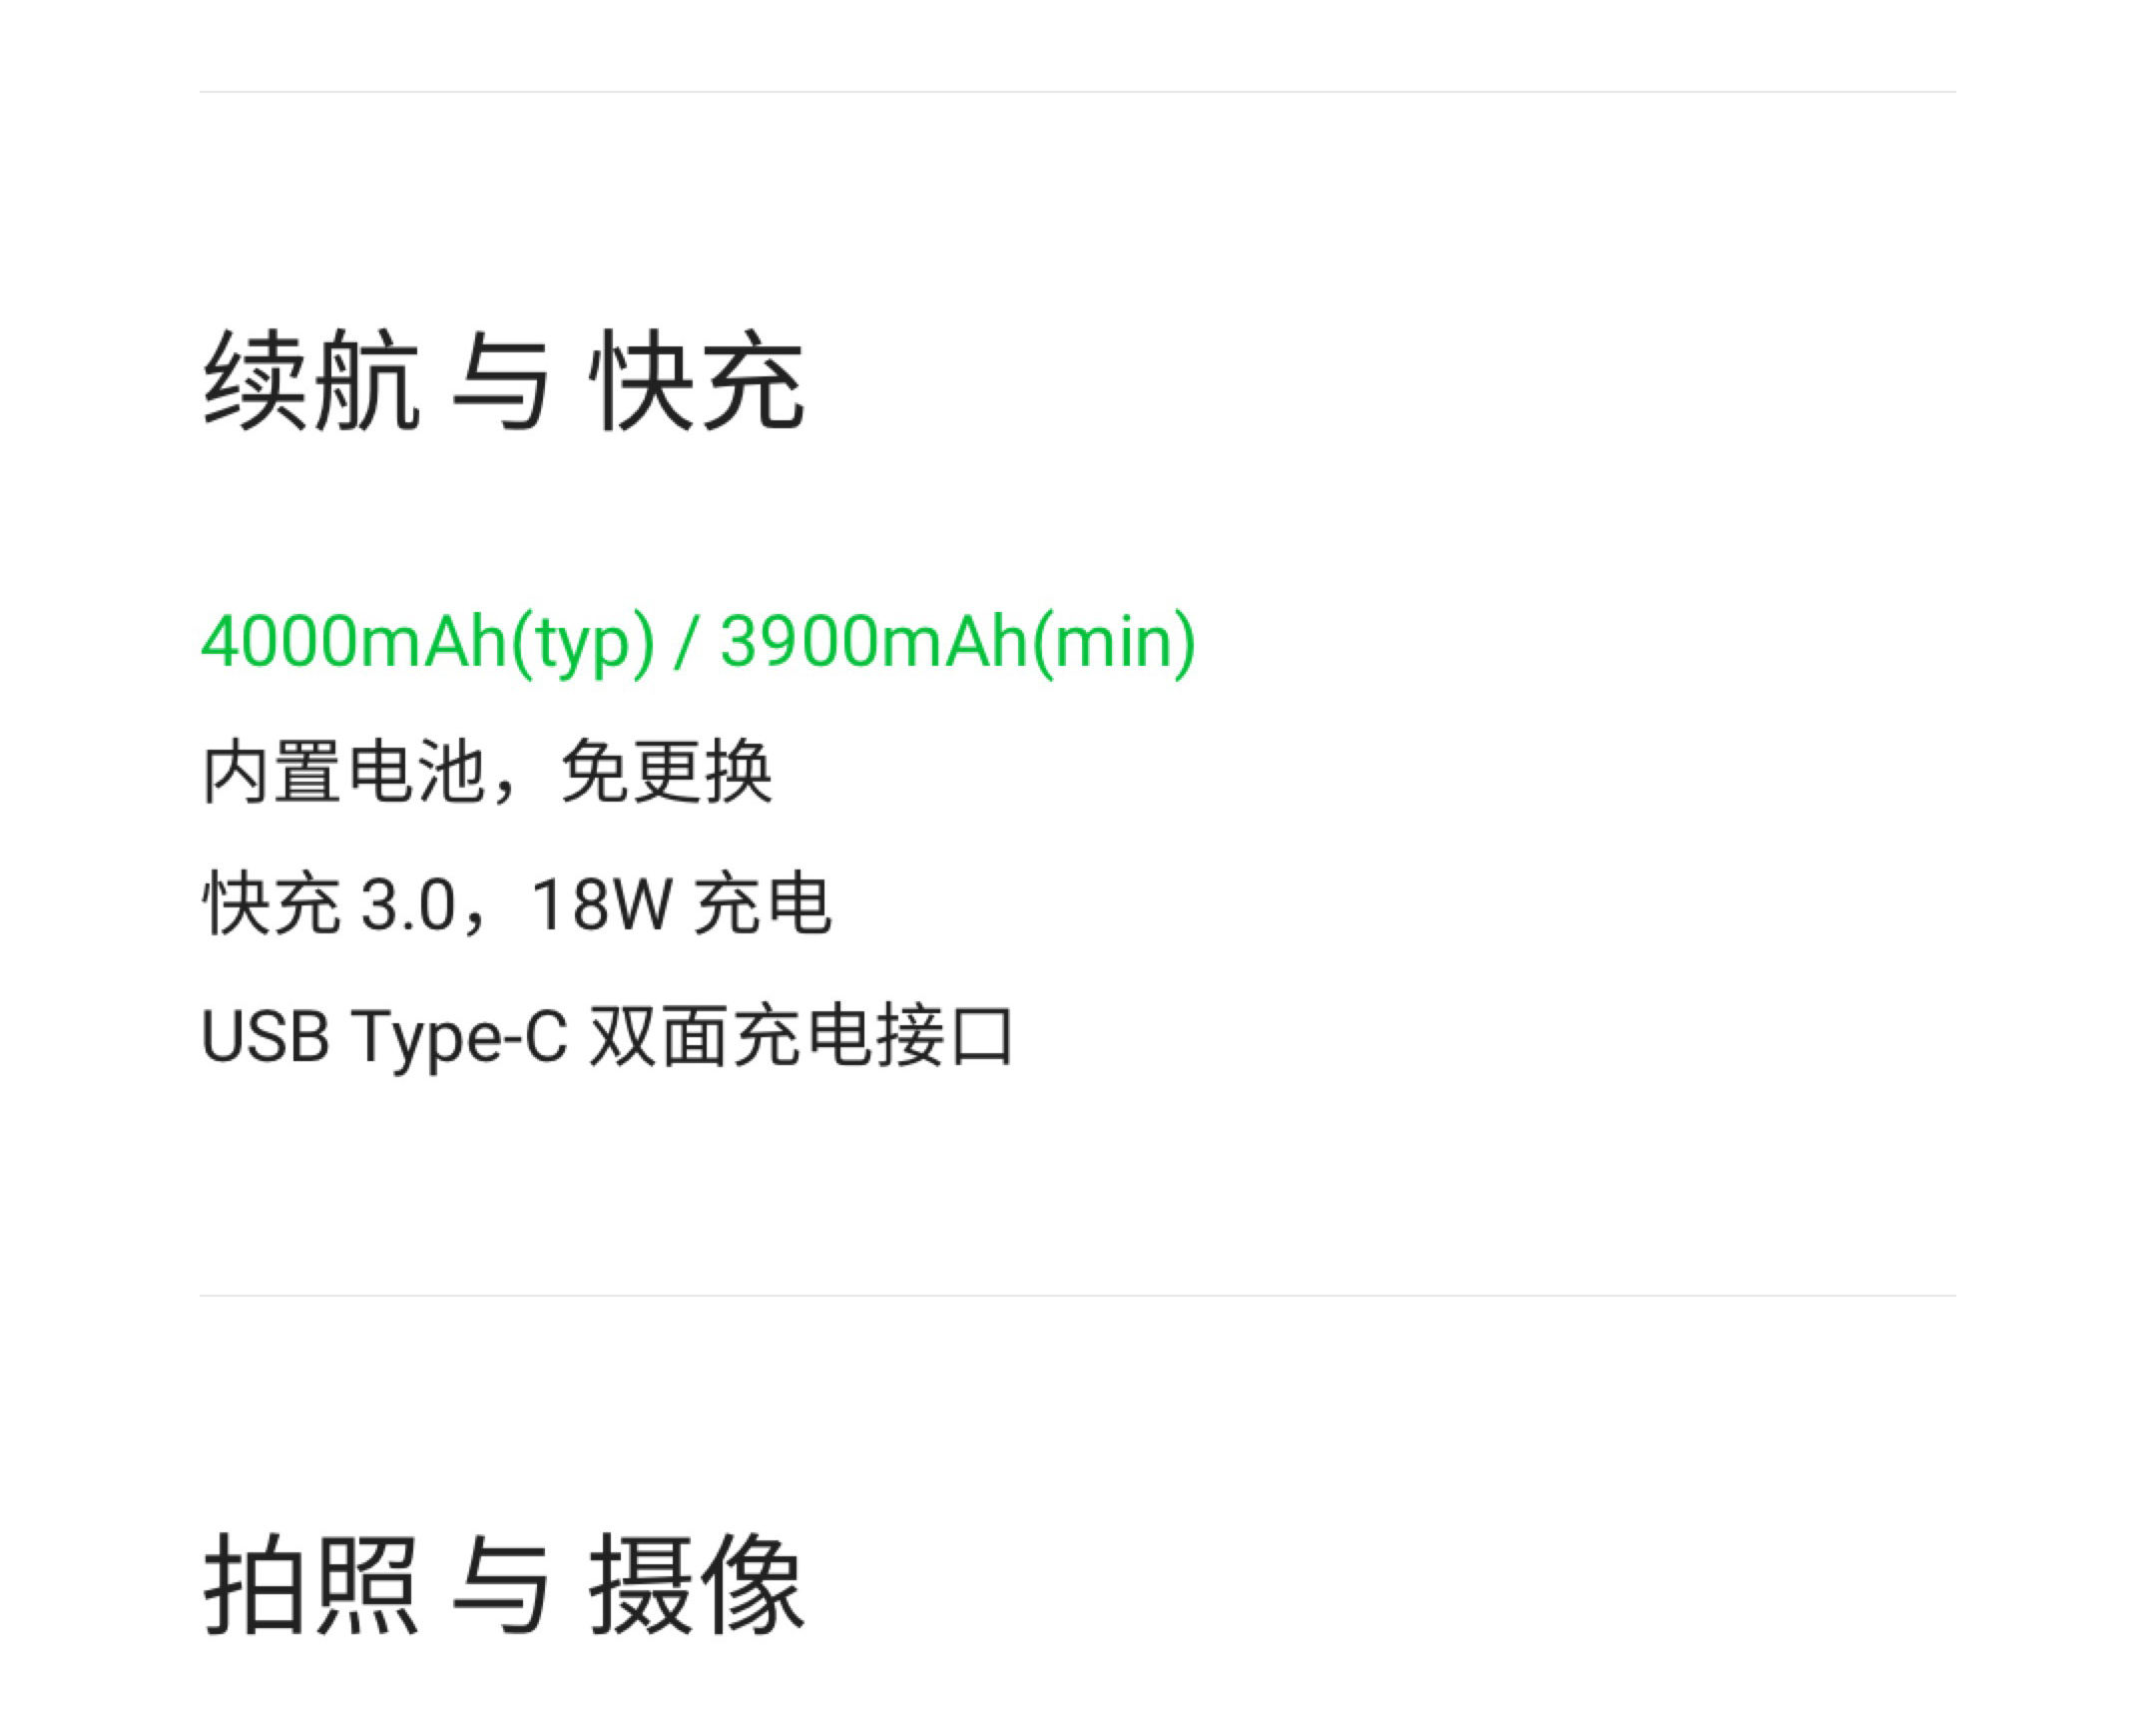 续航 与 快充
4000mAh(typ) / 3900mAh(min)
内置电池，免更换
快充 3.0，18W 充电
USB Type-C 双面充电接口
拍照 与 摄像